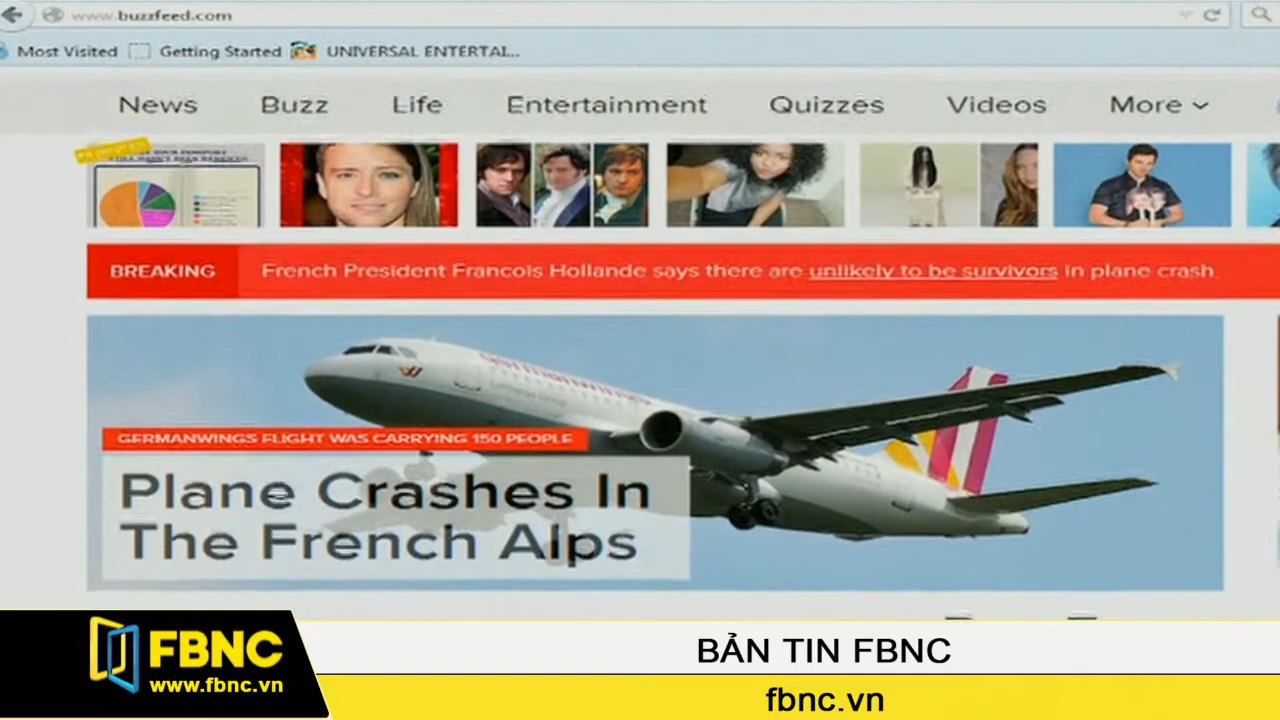 www.buzzfeed.com
Most Visited Getting Started UNIVERSAL ENTERTAI...
News Buzz Life Entertainment Quizzes Videos More
BREAKING French President Francois Hollande says there are unlikely to be survivors in plane crash.
germanwings
GERMANWINGS FLIGHT WAS CARRYING 150 PEOPLE
Plane Crashes In
The French Alps
FBNC
www.fbnc.vn
BẢN TIN FBNC
fbnc.vn